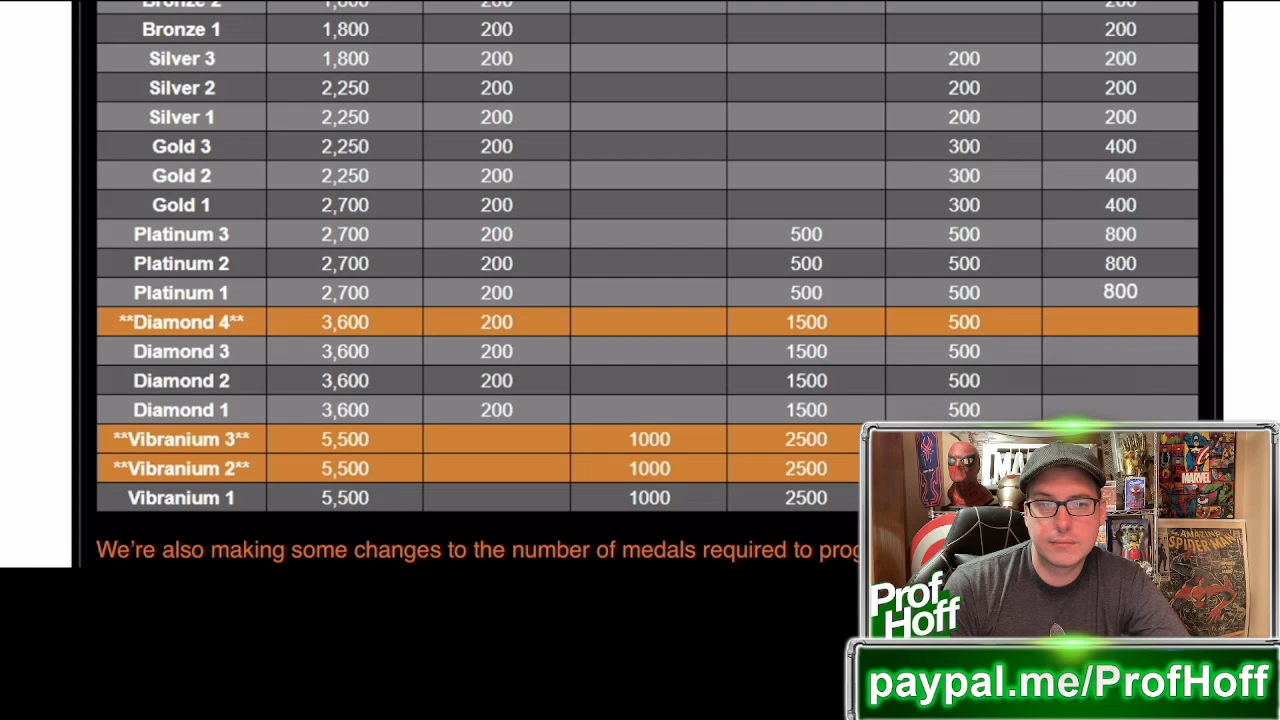 Bronze 2 1,800 200 200
Bronze 1 1,800 200 200
Silver 3 1,800 200 200 200
Silver 2 2,250 200 200 200
Silver 1 2,250 200 200 200
Gold 3 2,250 200 300 400
Gold 2 2,250 200 300 400
Gold 1 2,700 200 300 400
Platinum 3 2,700 200 500 500 800
Platinum 2 2,700 200 500 500 800
Platinum 1 2,700 200 500 500 800
**Diamond 4** 3,600 200 1500 500
Diamond 3 3,600 200 1500 500
Diamond 2 3,600 200 1500 500
Diamond 1 3,600 200 1500 500
**Vibranium 3** 5,500 1000 2500
**Vibranium 2** 5,500 1000 2500
Vibranium 1 5,500 1000 2500
We're also making some changes to the number of medals required to prog
MARVEL
AMAZING
SPIDER-MAN
Prof
Hoff
paypal.me/ProfHoff